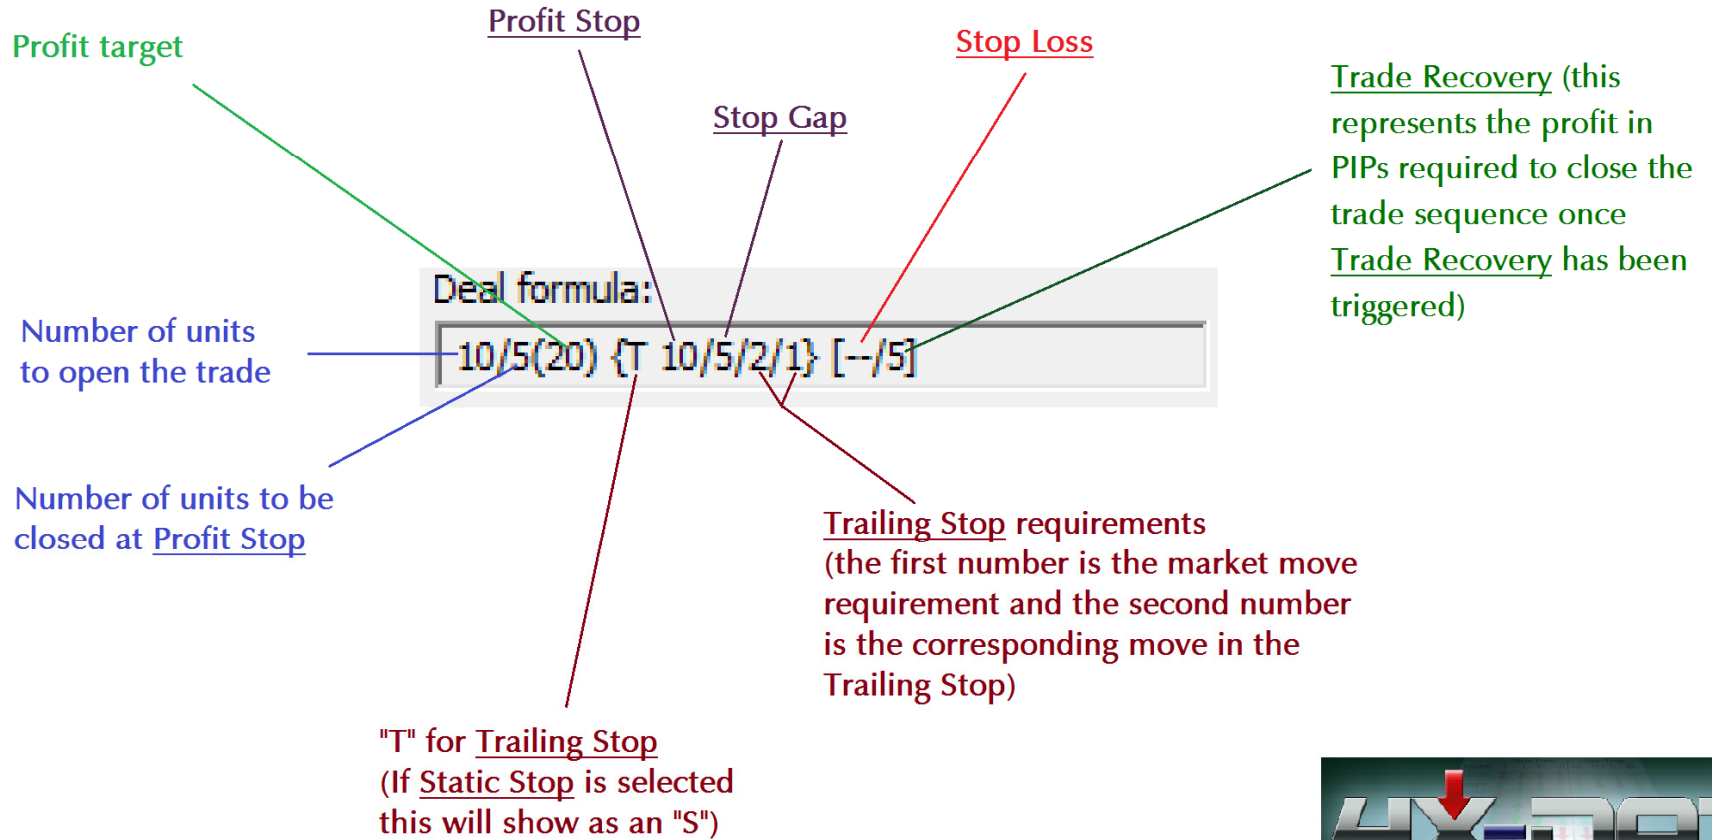 Profit target
Profit Stop
Stop Gap
Stop Loss
Trade Recovery (this
represents the profit in
PIPs required to close the
trade sequence once
Trade Recovery has been
triggered)
Deal formula:
10/5(20) {T 10/5/2/1} [--/5]
Number of units
to open the trade
Number of units to be
closed at Profit Stop
Trailing Stop requirements
(the first number is the market move
requirement and the second number
is the corresponding move in the
Trailing Stop)
"T" for Trailing Stop
(If Static Stop is selected
this will show as an "S")